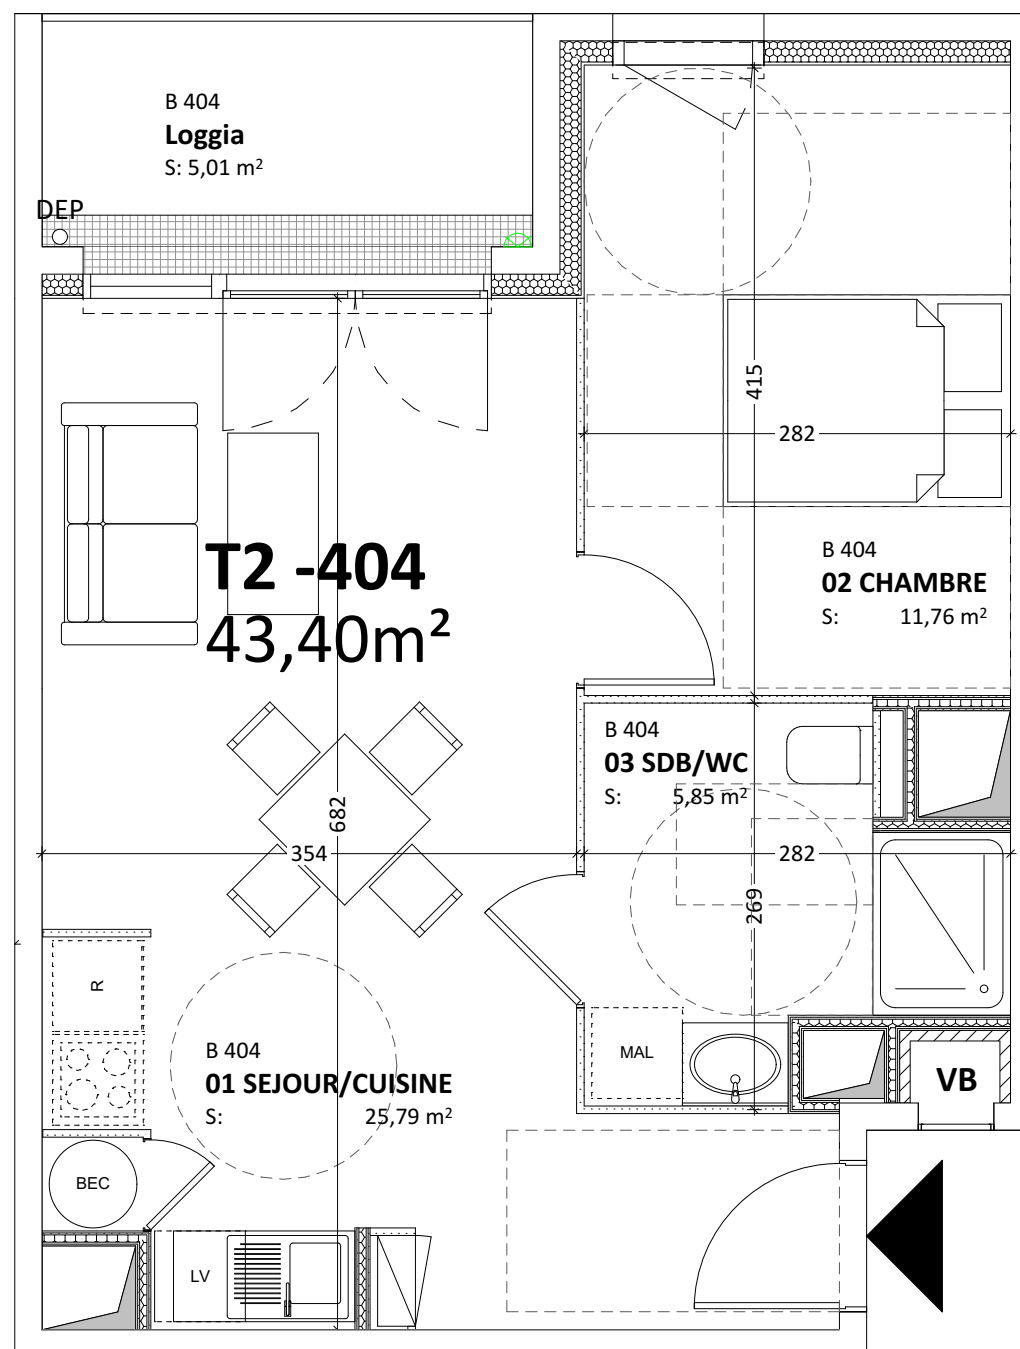 B 404
Loggia
S: 5,01 m²
DEP
415
282
T2 -404
43,40m²
B 404
02 CHAMBRE
S: 11,76 m²
B 404
03 SDB/WC
S: 5,85 m²
682
354
282
269
R
MAL
B 404
01 SEJOUR/CUISINE
S: 25,79 m²
VB
BEC
LV